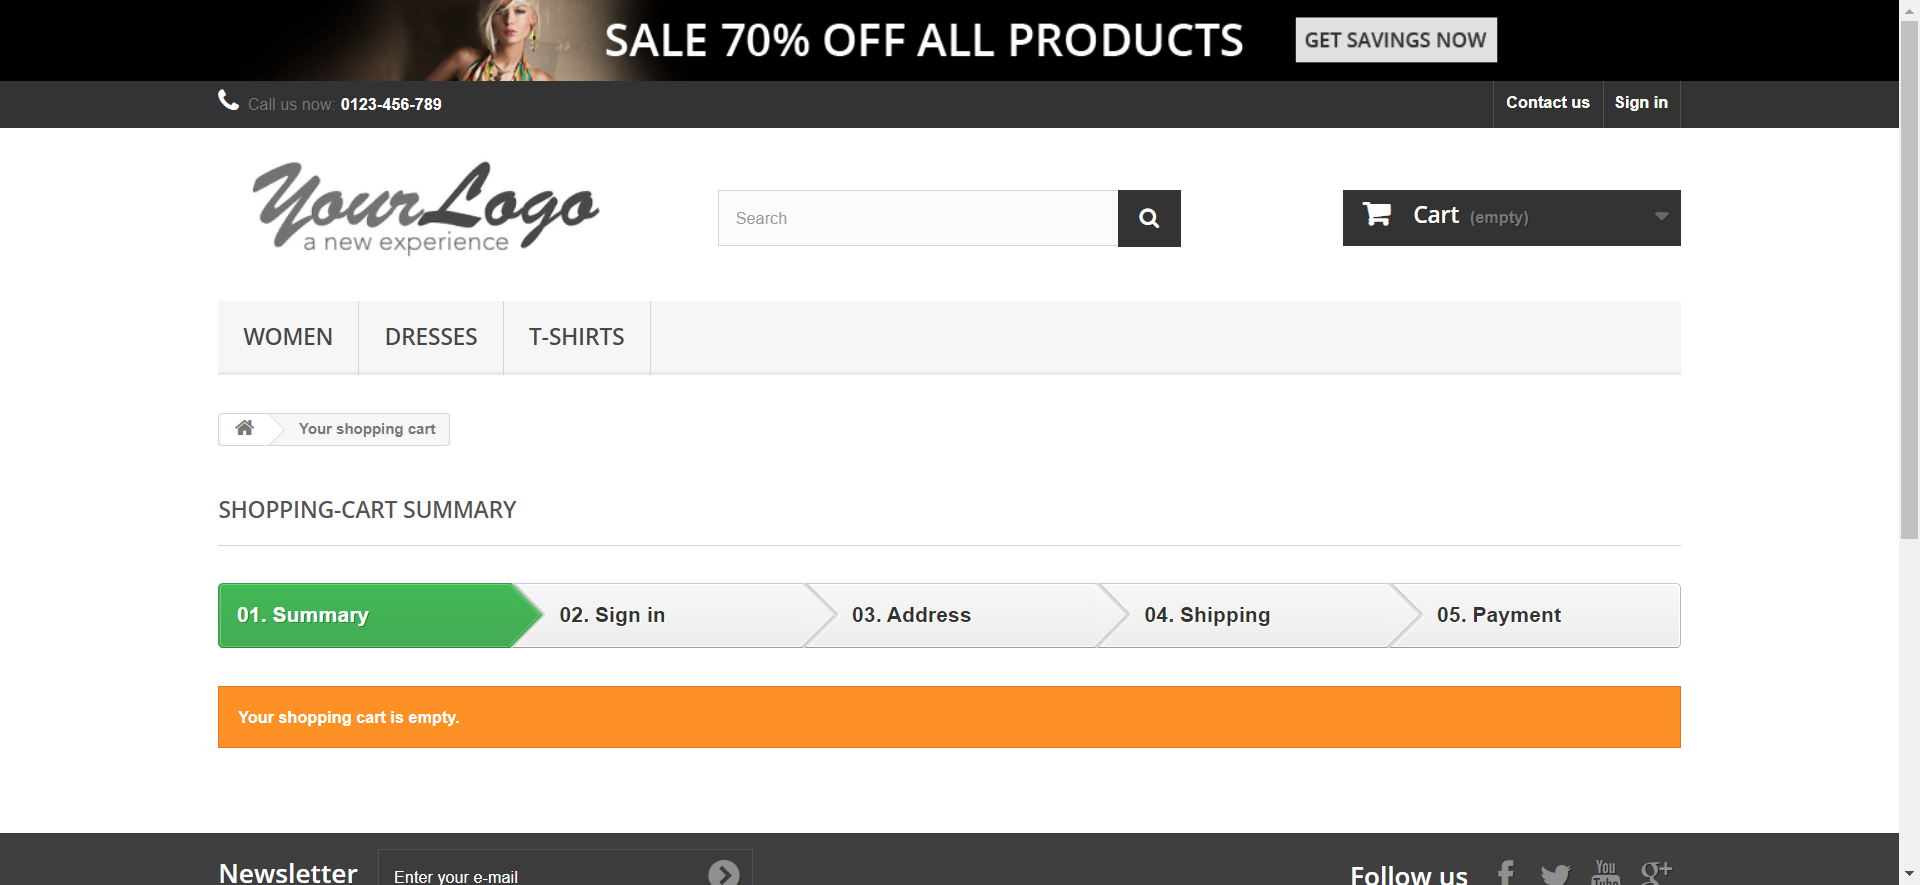 SALE 70% OFF ALL PRODUCTS GET SAVINGS NOW
Call us now: 0123-456-789 Contact us Sign in
YourLogo
a new experience
Search
Cart (empty)
WOMEN DRESSES T-SHIRTS
Your shopping cart
SHOPPING-CART SUMMARY
01. Summary 02. Sign in 03. Address 04. Shipping 05. Payment
Your shopping cart is empty.
Newsletter Enter your e-mail Follow us f You Tube g+